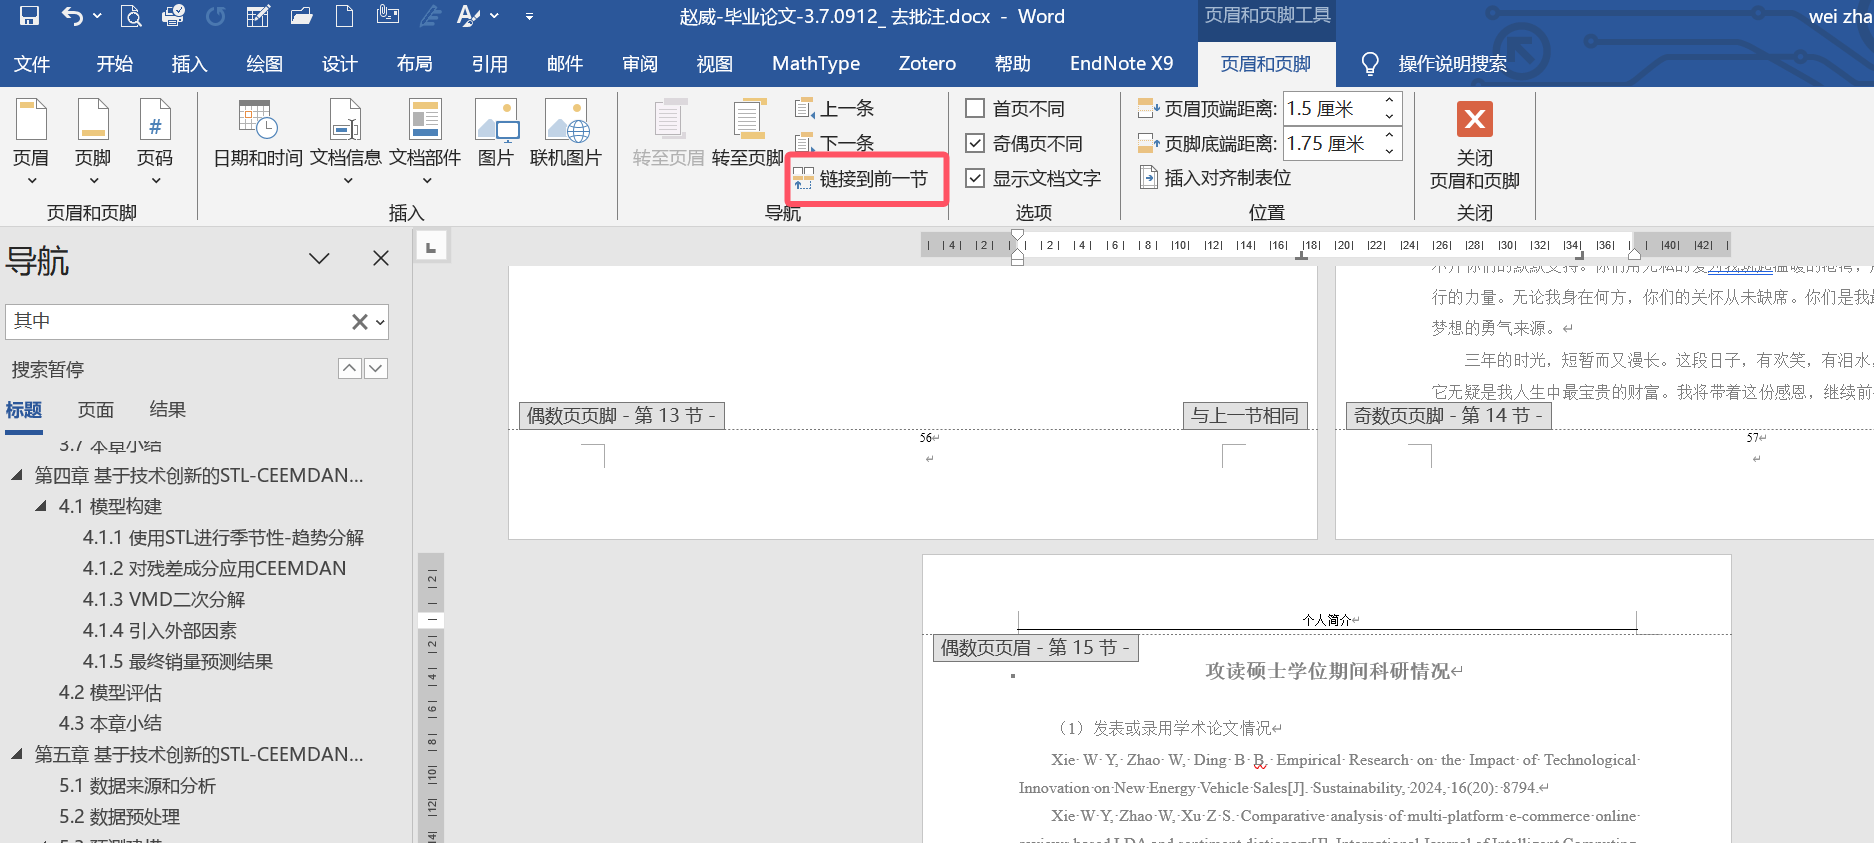 赵威-毕业论文-3.7.0912_ 去批注.docx - Word
页眉和页脚工具
wei zha
文件 开始 插入 绘图 设计 布局 引用 邮件 审阅 视图 MathType Zotero 帮助 EndNote X9 页眉和页脚 操作说明搜索
页眉
页脚
页码
页眉和页脚
日期和时间
文档信息
文档部件
图片
联机图片
插入
转至页眉
转至页脚
上一条
下一条
链接到前一节
导航
首页不同
奇偶页不同
显示文档文字
选项
页眉顶端距离: 1.5 厘米
页脚底端距离: 1.75 厘米
插入对齐制表位
位置
关闭
页眉和页脚
关闭
导航
其中
搜索暂停
标题 页面 结果
3.7 本章小结
第四章 基于技术创新的STL-CEEMDAN...
4.1 模型构建
4.1.1 使用STL进行季节性-趋势分解
4.1.2 对残差成分应用CEEMDAN
4.1.3 VMD二次分解
4.1.4 引入外部因素
4.1.5 最终销量预测结果
4.2 模型评估
4.3 本章小结
第五章 基于技术创新的STL-CEEMDAN...
5.1 数据来源和分析
5.2 数据预处理
|4| |2| | |2| |4| |6| |8| |10| |12| |14| |16| |18| |20| |22| |24| |26| |28| |30| |32| |34| |36| | |40| |42| |
偶数页页脚 - 第 13 节 -
与上一节相同
56
行的力量。无论我身在何方，你们的关怀从未缺席。你们是我
梦想的勇气来源。
三年的时光，短暂而又漫长。这段日子，有欢笑，有泪水，
它无疑是我人生中最宝贵的财富。我将带着这份感恩，继续前
奇数页页脚 - 第 14 节 -
57
个人简介
偶数页页眉 - 第 15 节 -
攻读硕士学位期间科研情况
（1）发表或录用学术论文情况
Xie W Y, Zhao W, Ding B B. Empirical Research on the Impact of Technological
Innovation on New Energy Vehicle Sales[J]. Sustainability, 2024, 16(20): 8794.
Xie W Y, Zhao W, Xu Z S. Comparative analysis of multi-platform e-commerce online